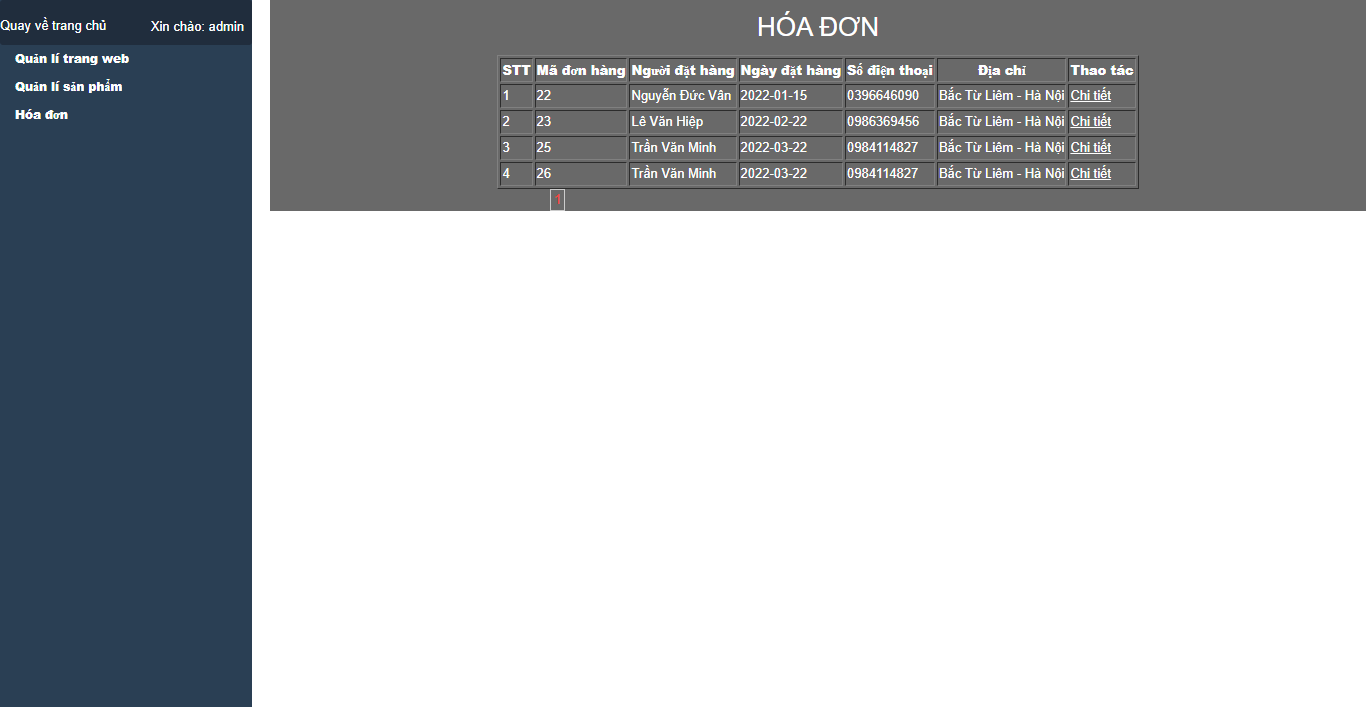 Quay về trang chủ Xin chào: admin
Quản lí trang web
Quản lí sản phẩm
Hóa đơn
HÓA ĐƠN
STT Mã đơn hàng Người đặt hàng Ngày đặt hàng Số điện thoại Địa chỉ Thao tác
1 22 Nguyễn Đức Vân 2022-01-15 0396646090 Bắc Từ Liêm - Hà Nội Chi tiết
2 23 Lê Văn Hiệp 2022-02-22 0986369456 Bắc Từ Liêm - Hà Nội Chi tiết
3 25 Trần Văn Minh 2022-03-22 0984114827 Bắc Từ Liêm - Hà Nội Chi tiết
4 26 Trần Văn Minh 2022-03-22 0984114827 Bắc Từ Liêm - Hà Nội Chi tiết
1